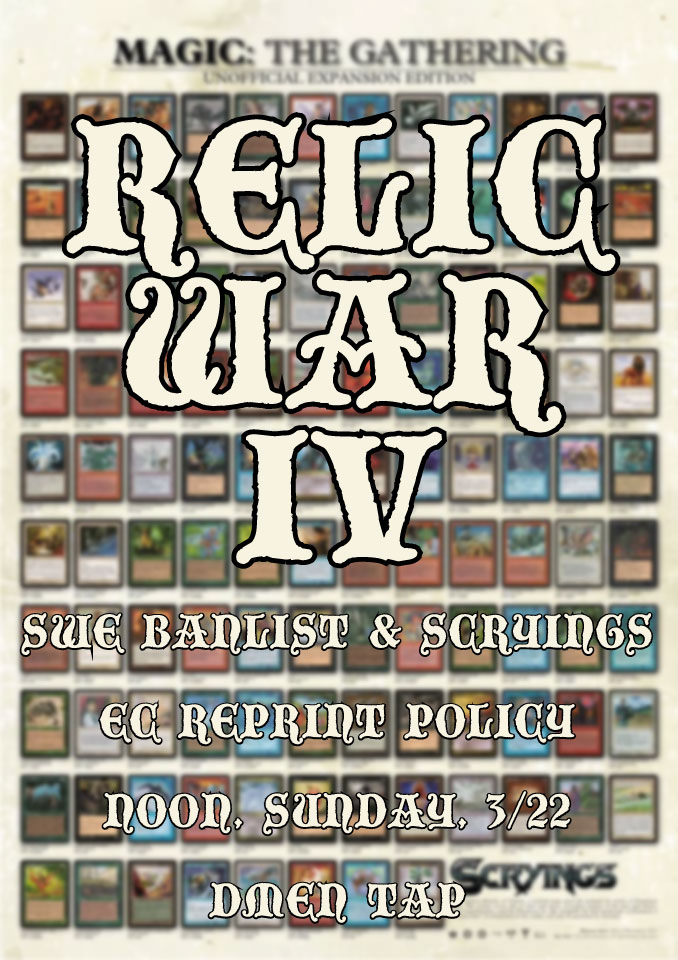 MAGIC: THE GATHERING
UNOFFICIAL EXPANSION EDITION
RELIC
WAR
IV
SWE BANLIST & SCRYINGS
EC REPRINT POLICY
NOON, SUNDAY, 3/22
SCRYINGS
DMEN TAP